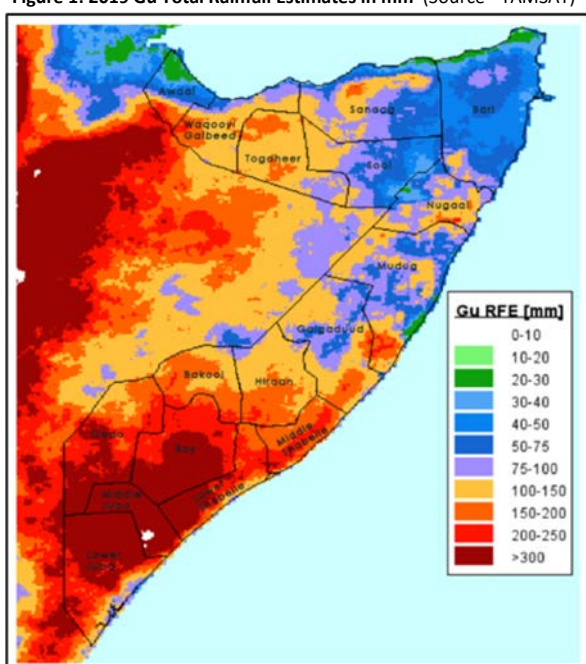 Figure 1: Gu Total Rainfall Estimates in mm (Source - TAMSAT)
Awdal
Waqooyi
Galbeed
Togdheer
Sanaag
Bari
Sool
Nugaal
Mudug
Galgaduud
Bakool
Hiraan
Gedo
Bay
Middle
Shabelle
Lower
Shabelle
Middle
Juba
Lower
Juba
Gu RFE [mm]
0-10
10-20
20-30
30-40
40-50
50-75
75-100
100-150
150-200
200-250
>300